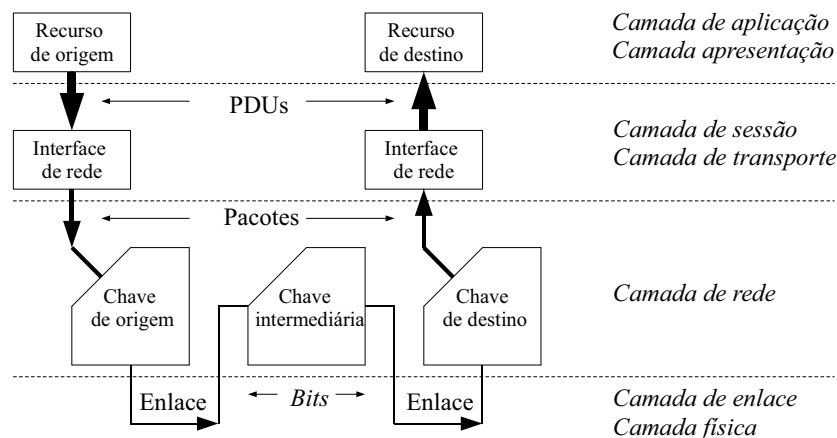 Recurso
de origem
Recurso
de destino
Camada de aplicação
Camada apresentação
PDUs
Interface
de rede
Interface
de rede
Camada de sessão
Camada de transporte
Pacotes
Chave
de origem
Chave
intermediária
Chave
de destino
Camada de rede
Enlace
Bits
Enlace
Camada de enlace
Camada física